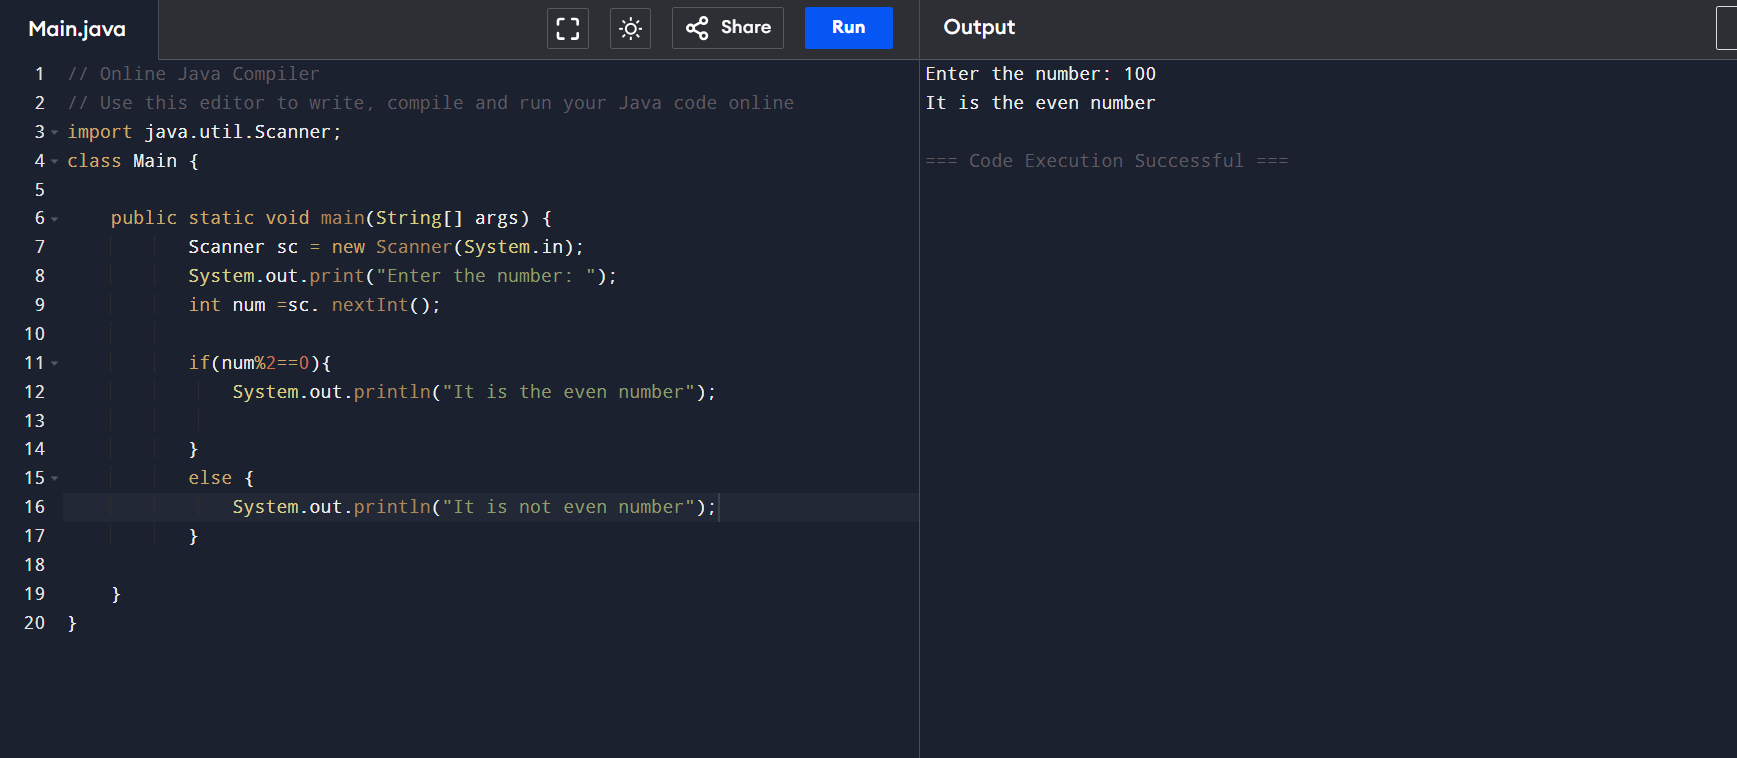 Main.java
Share
Run
Output
1 // Online Java Compiler
2 // Use this editor to write, compile and run your Java code online
3 import java.util.Scanner;
4 class Main {
5
6     public static void main(String[] args) {
7            Scanner sc = new Scanner(System.in);
8            System.out.print("Enter the number: ");
9            int num =sc. nextInt();
10
11            if(num%2==0){
12                System.out.println("It is the even number");
13
14            }
15            else {
16                System.out.println("It is not even number");
17            }
18
19     }
20 }
Enter the number: 100
It is the even number
=== Code Execution Successful ===